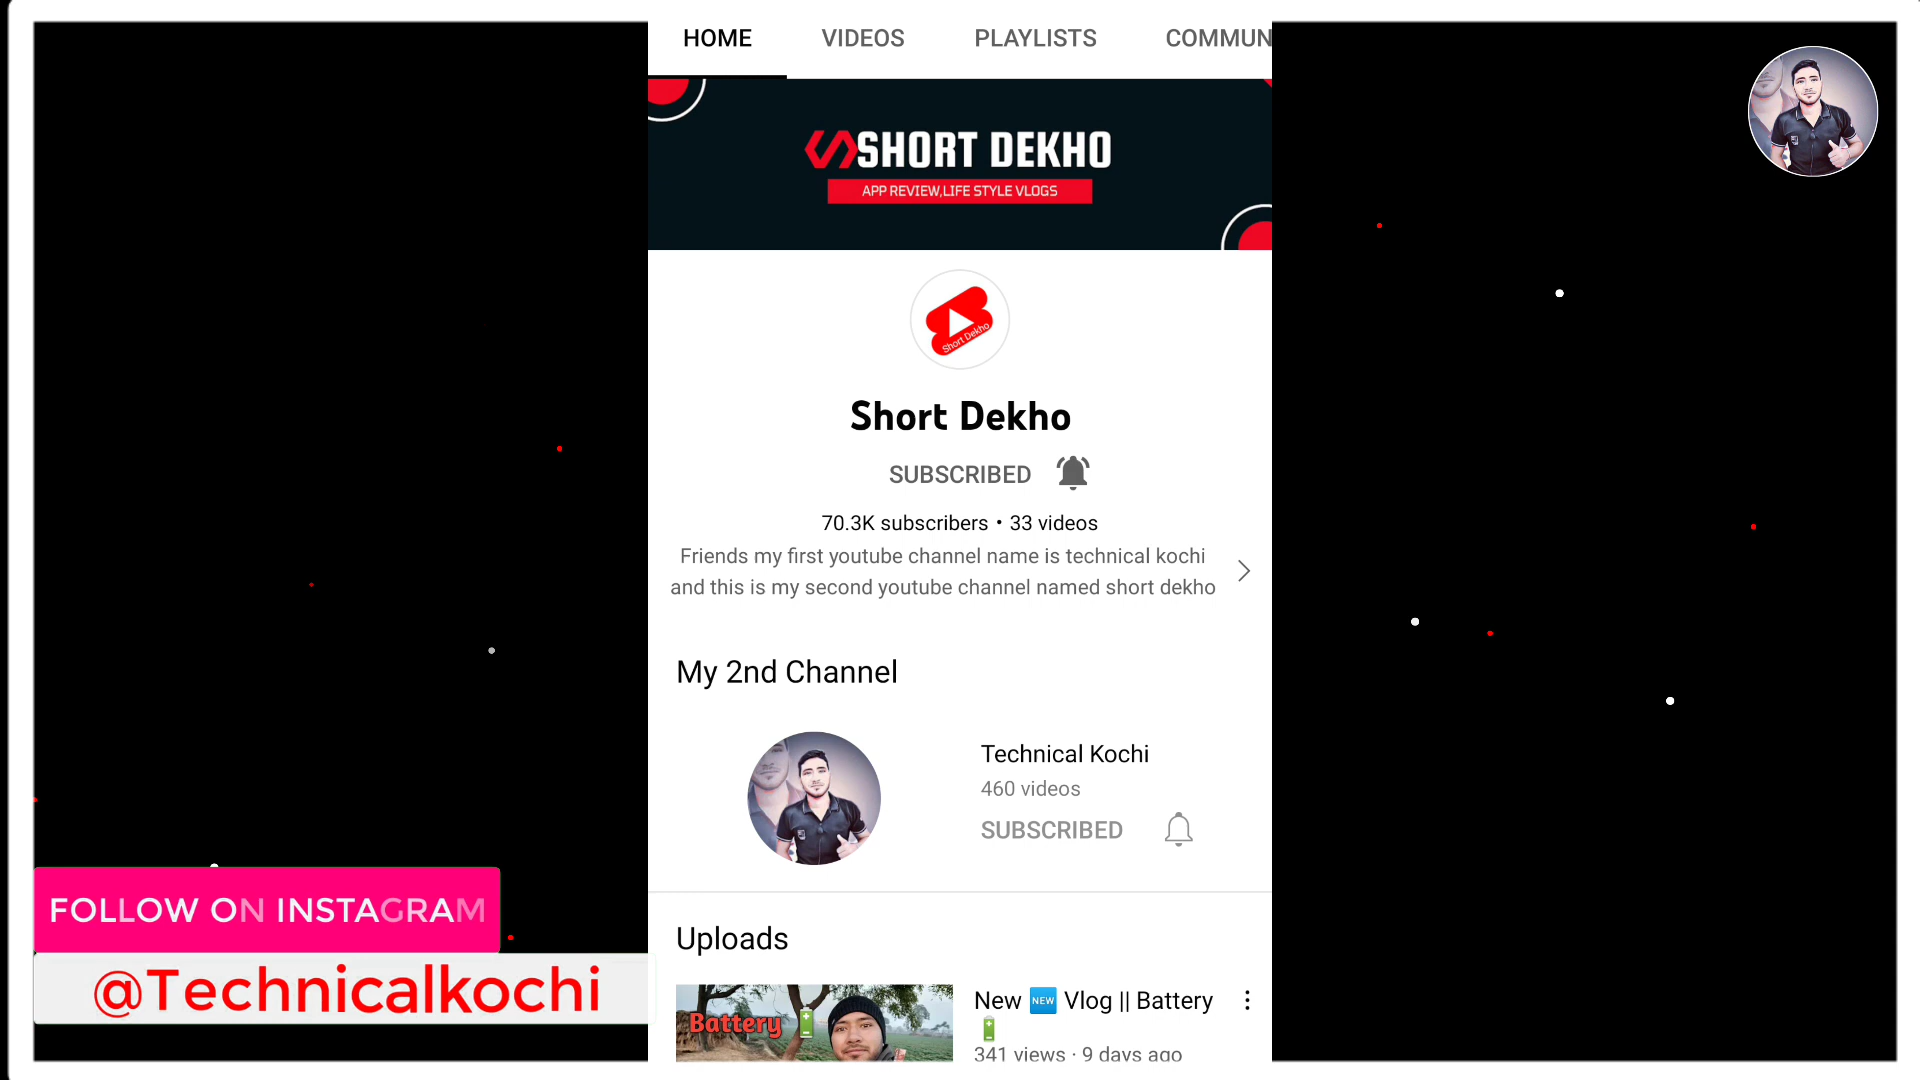 HOME VIDEOS PLAYLISTS COMMUN
SHORT DEKHO
APP REVIEW,LIFE STYLE VLOGS
Short Dekho
Short Dekho
SUBSCRIBED
70.3K subscribers • 33 videos
Friends my first youtube channel name is technical kochi
and this is my second youtube channel named short dekho
My 2nd Channel
Technical Kochi
460 videos
SUBSCRIBED
Uploads
Battery
New NEW Vlog || Battery
341 views · 9 days ago
FOLLOW ON INSTAGRAM
@Technicalkochi